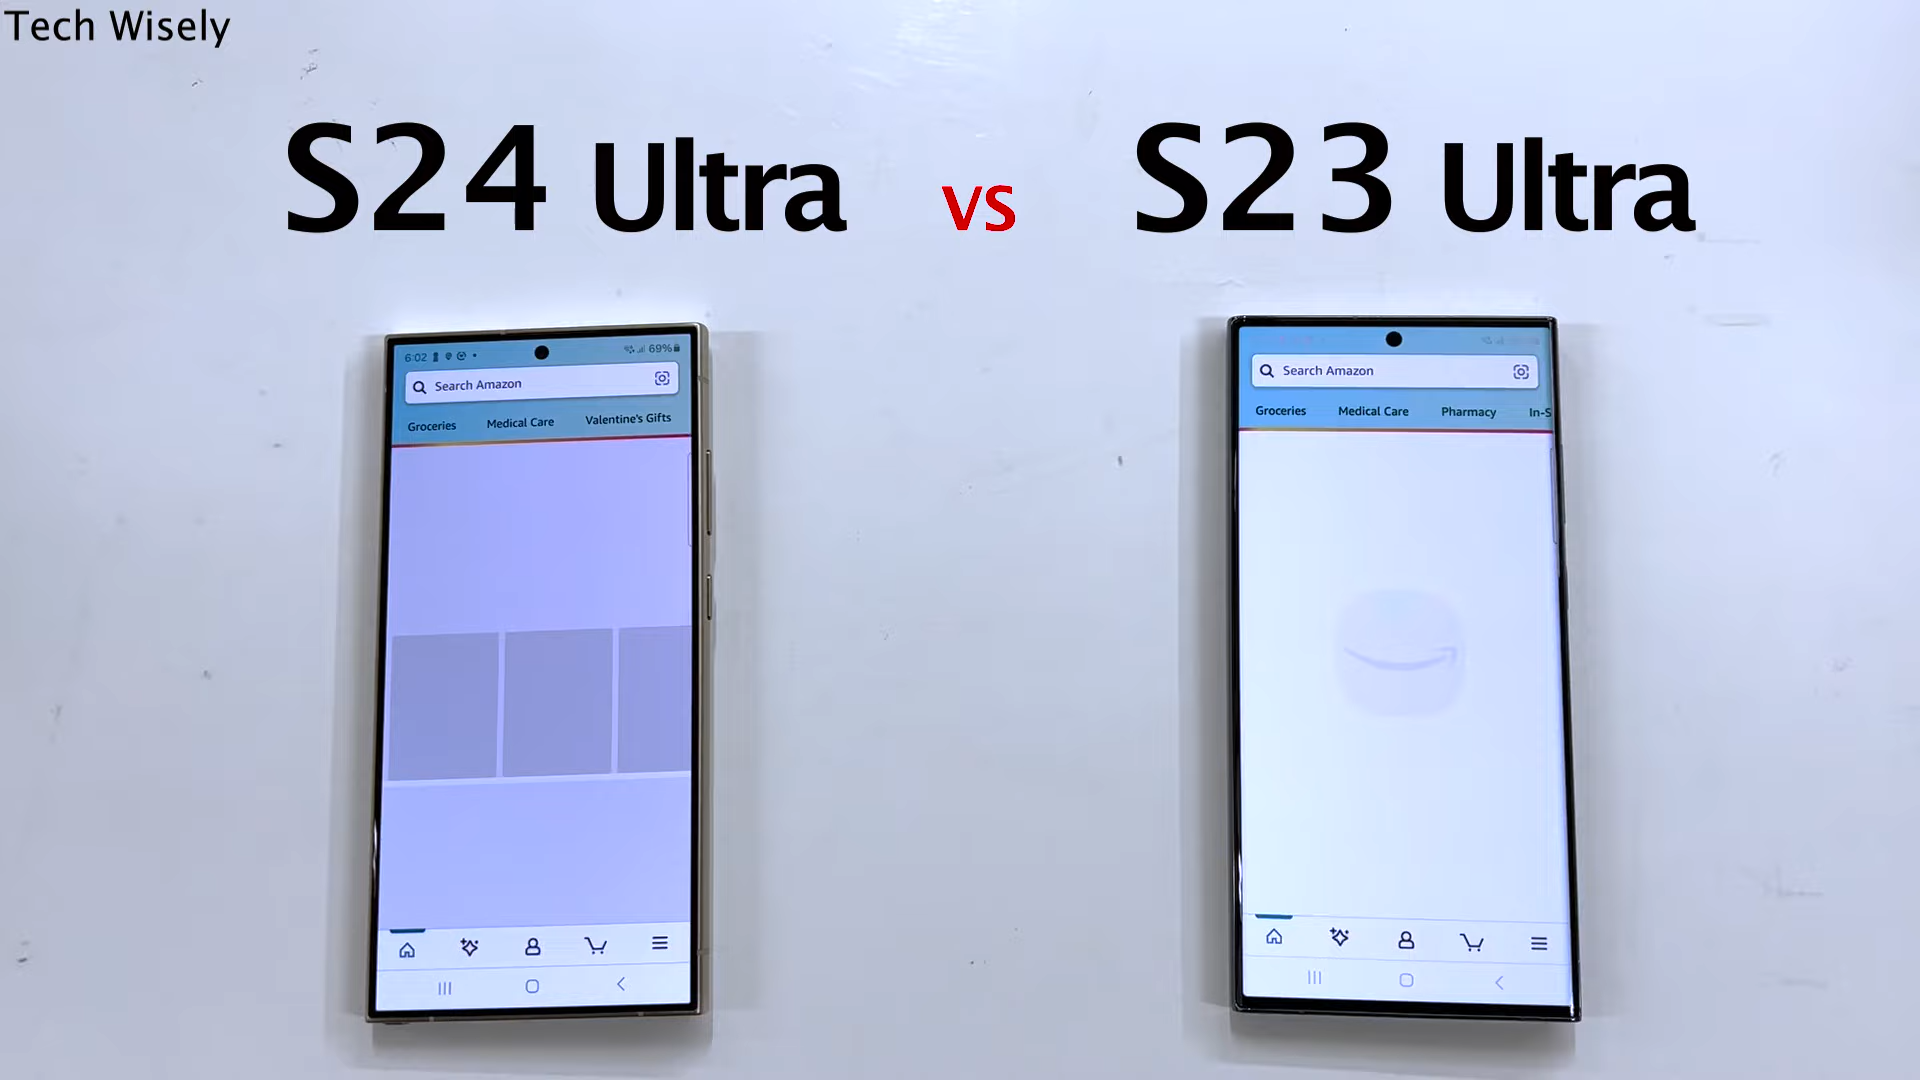 Tech Wisely
S24 Ultra vs S23 Ultra
6:02
69%
Search Amazon
Groceries Medical Care Valentine's Gifts
Search Amazon
Groceries Medical Care Pharmacy In-S